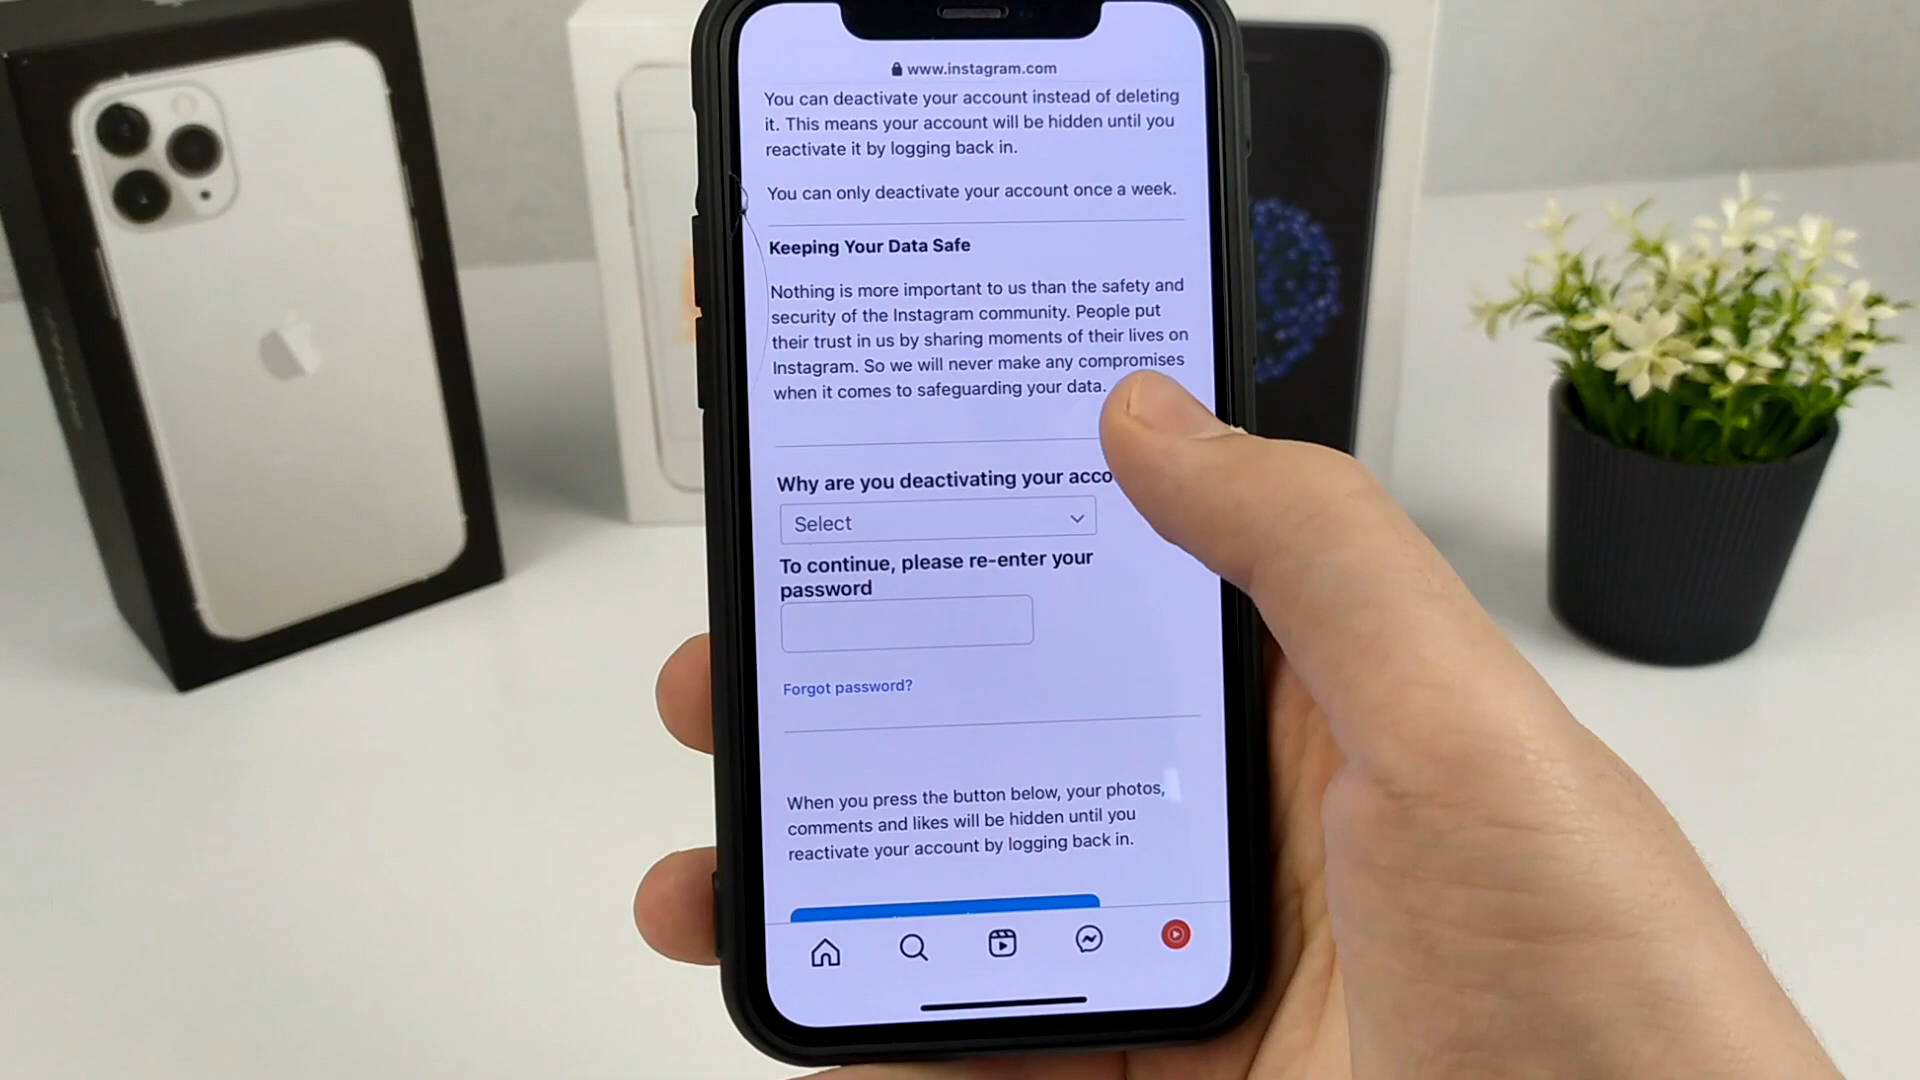 www.instagram.com
You can deactivate your account instead of deleting
it. This means your account will be hidden until you
reactivate it by logging back in.
You can only deactivate your account once a week.
Keeping Your Data Safe
Nothing is more important to us than the safety and
security of the Instagram community. People put
their trust in us by sharing moments of their lives on
Instagram. So we will never make any compromises
when it comes to safeguarding your data.
Why are you deactivating your acco
Select
To continue, please re-enter your
password
Forgot password?
When you press the button below, your photos,
comments and likes will be hidden until you
reactivate your account by logging back in.